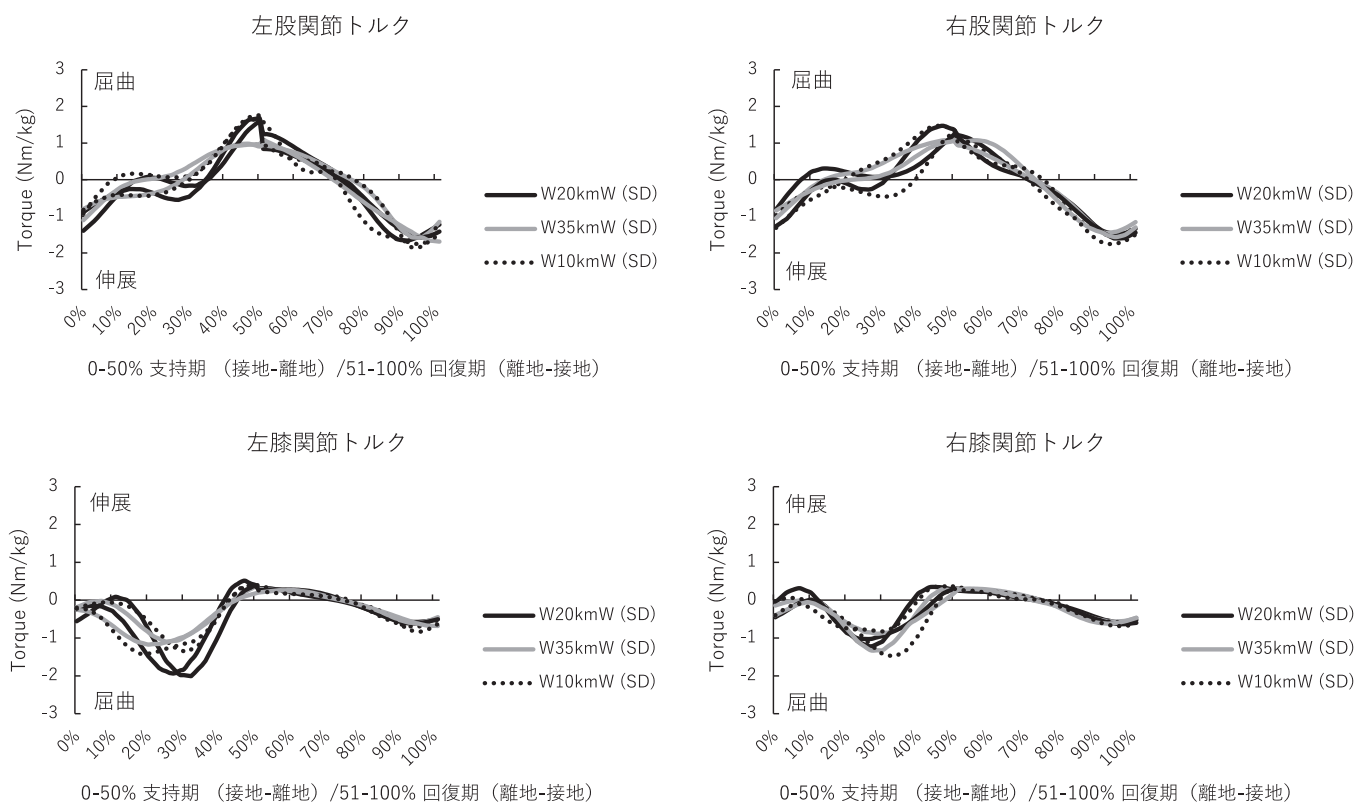 左股関節トルク
3
2
1
0
-1
-2
-3
Torque (Nm/kg)
屈曲
伸展
0%
10%
20%
30%
40%
50%
60%
70%
80%
90%
100%
W20kmW (SD)
W35kmW (SD)
W10kmW (SD)
0-50% 支持期 (接地-離地) /51-100% 回復期 (離地-接地)
右股関節トルク
3
2
1
0
-1
-2
-3
Torque (Nm/kg)
屈曲
伸展
0%
10%
20%
30%
40%
50%
60%
70%
80%
90%
100%
W20kmW (SD)
W35kmW (SD)
W10kmW (SD)
0-50% 支持期 (接地-離地) /51-100% 回復期 (離地-接地)
左膝関節トルク
3
2
1
0
-1
-2
-3
Torque (Nm/kg)
伸展
屈曲
0%
10%
20%
30%
40%
50%
60%
70%
80%
90%
100%
W20kmW (SD)
W35kmW (SD)
W10kmW (SD)
0-50% 支持期 (接地-離地) /51-100% 回復期 (離地-接地)
右膝関節トルク
3
2
1
0
-1
-2
-3
Torque (Nm/kg)
伸展
屈曲
0%
10%
20%
30%
40%
50%
60%
70%
80%
90%
100%
W20kmW (SD)
W35kmW (SD)
W10kmW (SD)
0-50% 支持期 (接地-離地) /51-100% 回復期 (離地-接地)